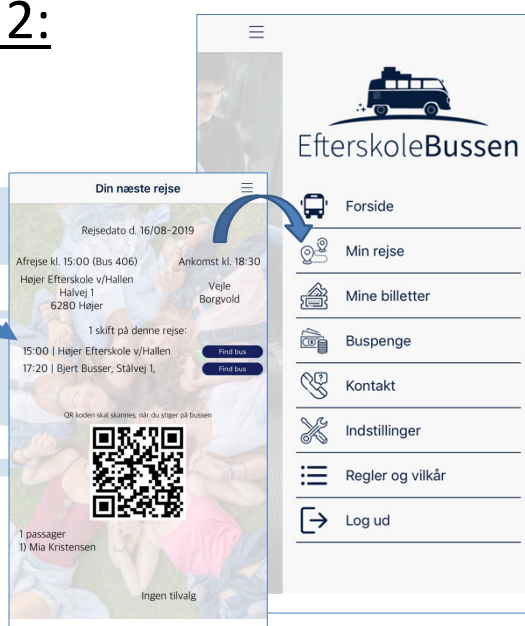 2:
Din næste rejse
Rejsedato d. 16/08-2019
Afrejse kl. 15:00 (Bus 406)
Ankomst kl. 18:30
Højer Efterskole v/Hallen
Halvej 1
6280 Højer
Vejle
Borgvold
1 skift på denne rejse:
15:00 | Højer Efterskole v/Hallen
Find bus
17:20 | Bjert Busser, Stålvej 1,
Find bus
QR koden skal skannes, når du stiger på bussen
1 passager
1) Mia Kristensen
Ingen tilvalg
EfterskoleBussen
Forside
Min rejse
Mine billetter
Buspenge
Kontakt
Indstillinger
Regler og vilkår
Log ud